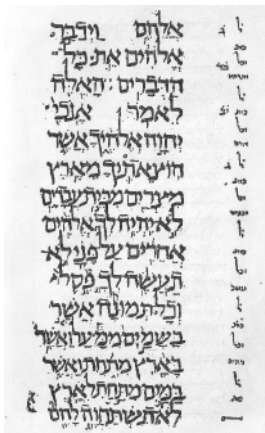 אלהם וידבר
אלהים את כל
הדברים האלה
לאמר אנכי
יהוה אלהיך אשר
הוצאתיך מארץ
מצרים מבית עבדים
לא יהיה לך אלהים
אחרים על פני לא
תעשה לך פסל
וכל תמונה אשר
בשמים ממעל ואשר
בארץ מתחת ואשר
במים מתחת לארץ
לא תשתחוה להם